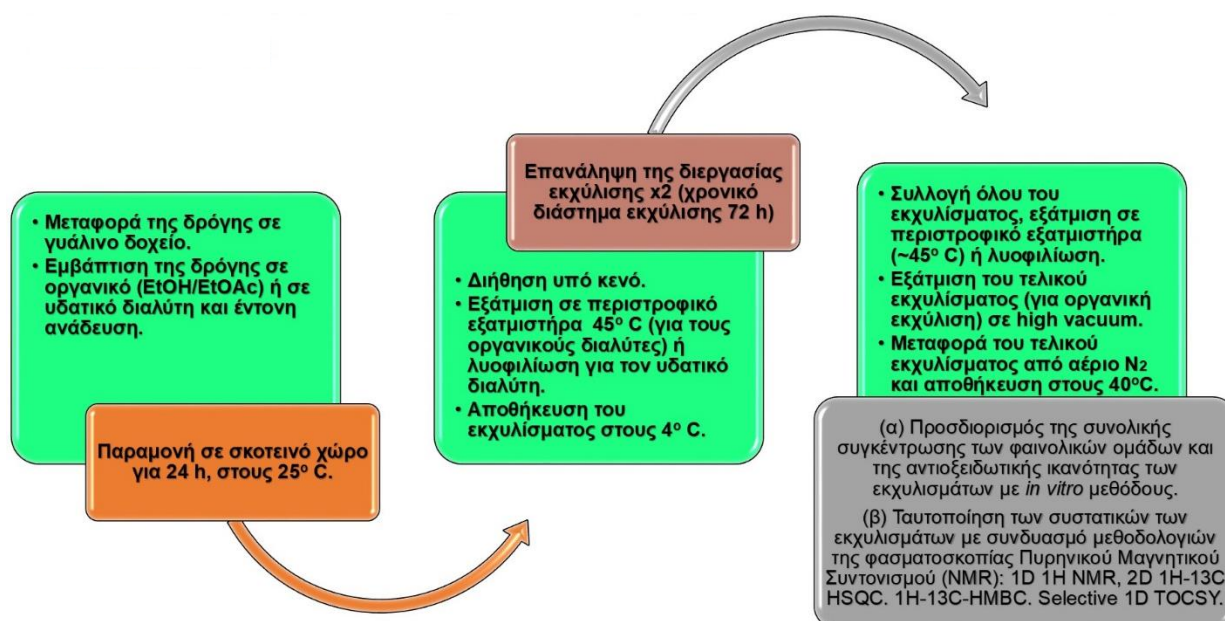 • Μεταφορά της δρόγης σε
γυάλινο δοχείο.
• Εμβάπτιση της δρόγης σε
οργανικό (EtOH/EtOAc) ή σε
υδατικό διαλύτη και έντονη
ανάδευση.
Παραμονή σε σκοτεινό χώρο
για 24 h, στους 25º C.
• Διήθηση υπό κενό.
• Εξάτμιση σε περιστροφικό
εξατμιστήρα 45º C (για τους
οργανικούς διαλύτες) ή
λυοφιλίωση για τον υδατικό
διαλύτη.
• Αποθήκευση του
εκχυλίσματος στους 4º C.
Επανάληψη της διεργασίας
εκχύλισης x2 (χρονικό
διάστημα εκχύλισης 72 h)
• Συλλογή όλου του
εκχυλίσματος, εξάτμιση σε
περιστροφικό εξατμιστήρα
(~45º C) ή λυοφιλίωση.
• Εξάτμιση του τελικού
εκχυλίσματος (για οργανική
εκχύλιση) σε high vacuum.
• Μεταφορά του τελικού
εκχυλίσματος από αέριο N2
και αποθήκευση στους 40ºC.
(α) Προσδιορισμός της συνολικής
συγκέντρωσης των φαινολικών ομάδων και
της αντιοξειδωτικής ικανότητας των
εκχυλισμάτων με in vitro μεθόδους.
(β) Ταυτοποίηση των συστατικών των
εκχυλισμάτων με συνδυασμό μεθοδολογιών
της φασματοσκοπίας Πυρηνικού Μαγνητικού
Συντονισμού (NMR): 1D 1H NMR, 2D 1H-13C
HSQC. 1H-13C-HMBC. Selective 1D TOCSY.